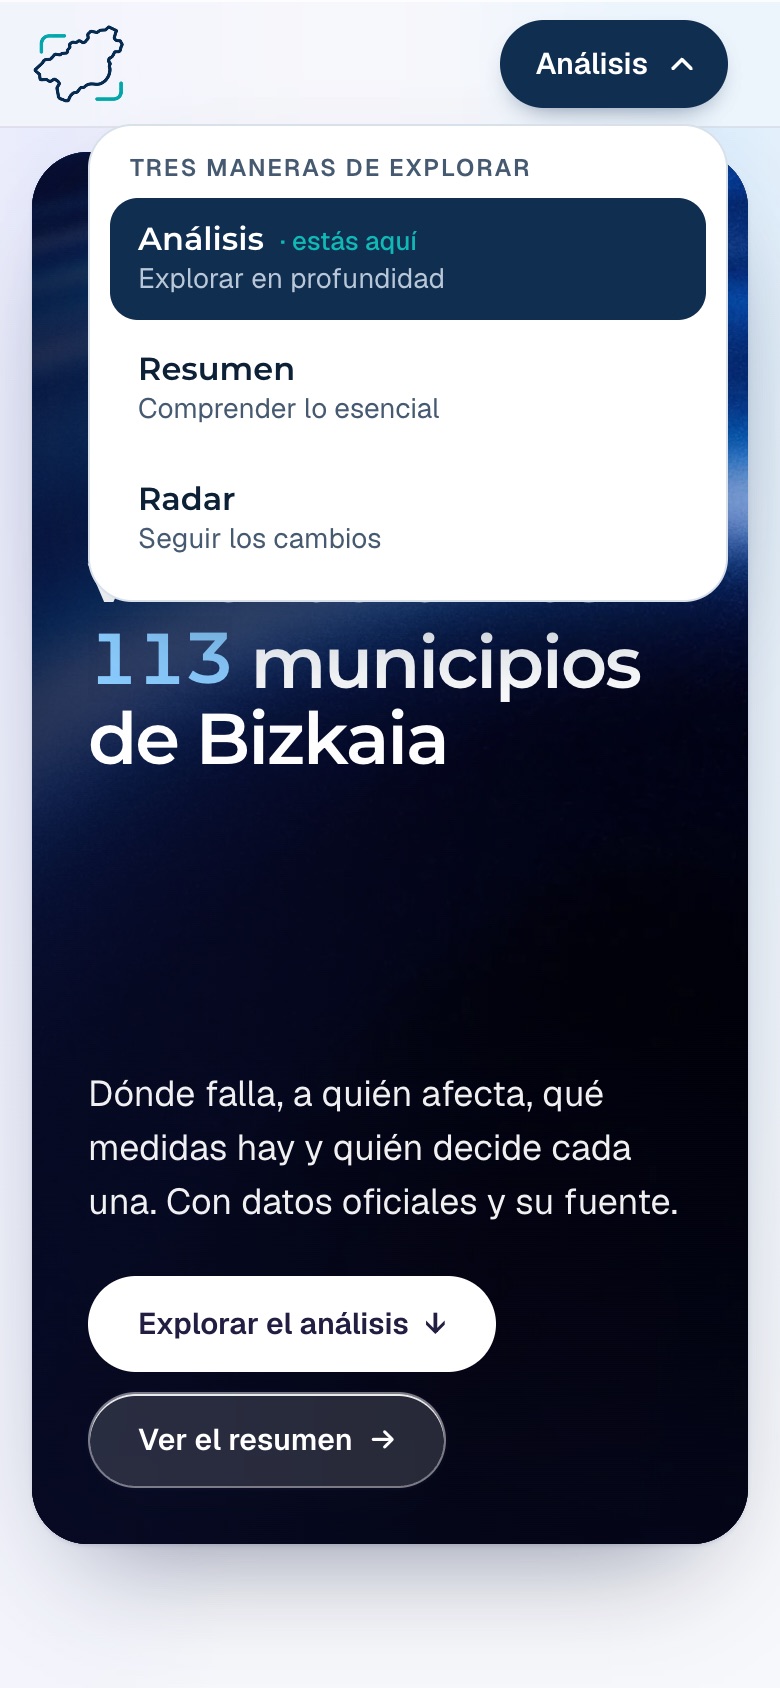 Análisis
TRES MANERAS DE EXPLORAR
Análisis · estás aquí
Explorar en profundidad
Resumen
Comprender lo esencial
Radar
Seguir los cambios
113 municipios
de Bizkaia
Dónde falla, a quién afecta, qué
medidas hay y quién decide cada
una. Con datos oficiales y su fuente.
Explorar el análisis ↓
Ver el resumen →